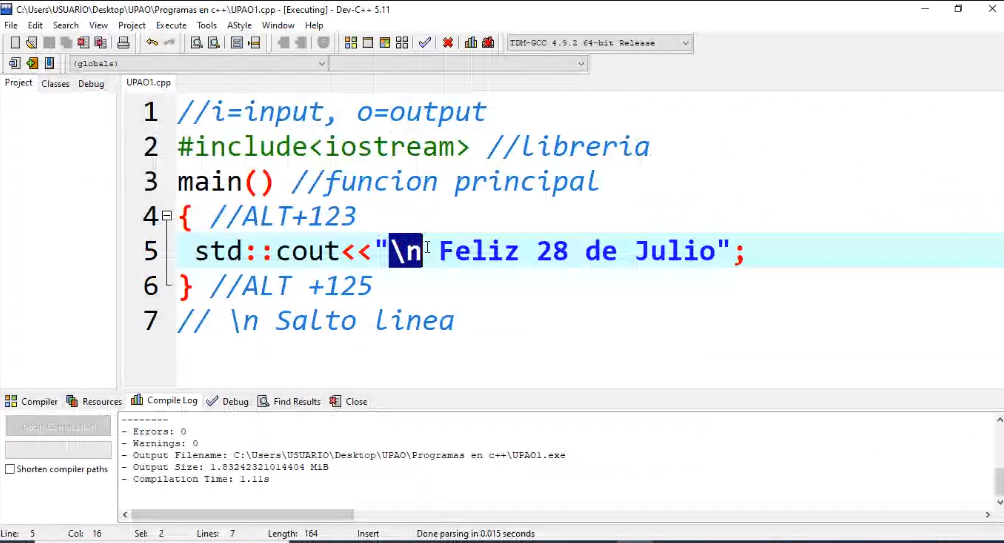 C:\Users\USUARIO\Desktop\UPAO\Programas en c++\UPAO1.cpp - [Executing] - Dev-C++ 5.11
File Edit Search View Project Execute Tools AStyle Window Help
TDM-GCC 4.9.2 64-bit Release
(globals)
Project Classes Debug UPAO1.cpp
1 //i=input, o=output
2 #include<iostream> //libreria
3 main() //funcion principal
4 { //ALT+123
5 std::cout<<"\n Feliz 28 de Julio";
6 } //ALT +125
7 // \n Salto linea
Compiler Resources Compile Log Debug Find Results Close
Abort Compilation
Shorten compiler paths
--------
- Errors: 0
- Warnings: 0
- Output Filename: C:\Users\USUARIO\Desktop\UPAO\Programas en c++\UPAO1.exe
- Output Size: 1.83242321014404 MiB
- Compilation Time: 1.11s
Line: 5 Col: 16 Sel: 2 Lines: 7 Length: 164 Insert Done parsing in 0.015 seconds